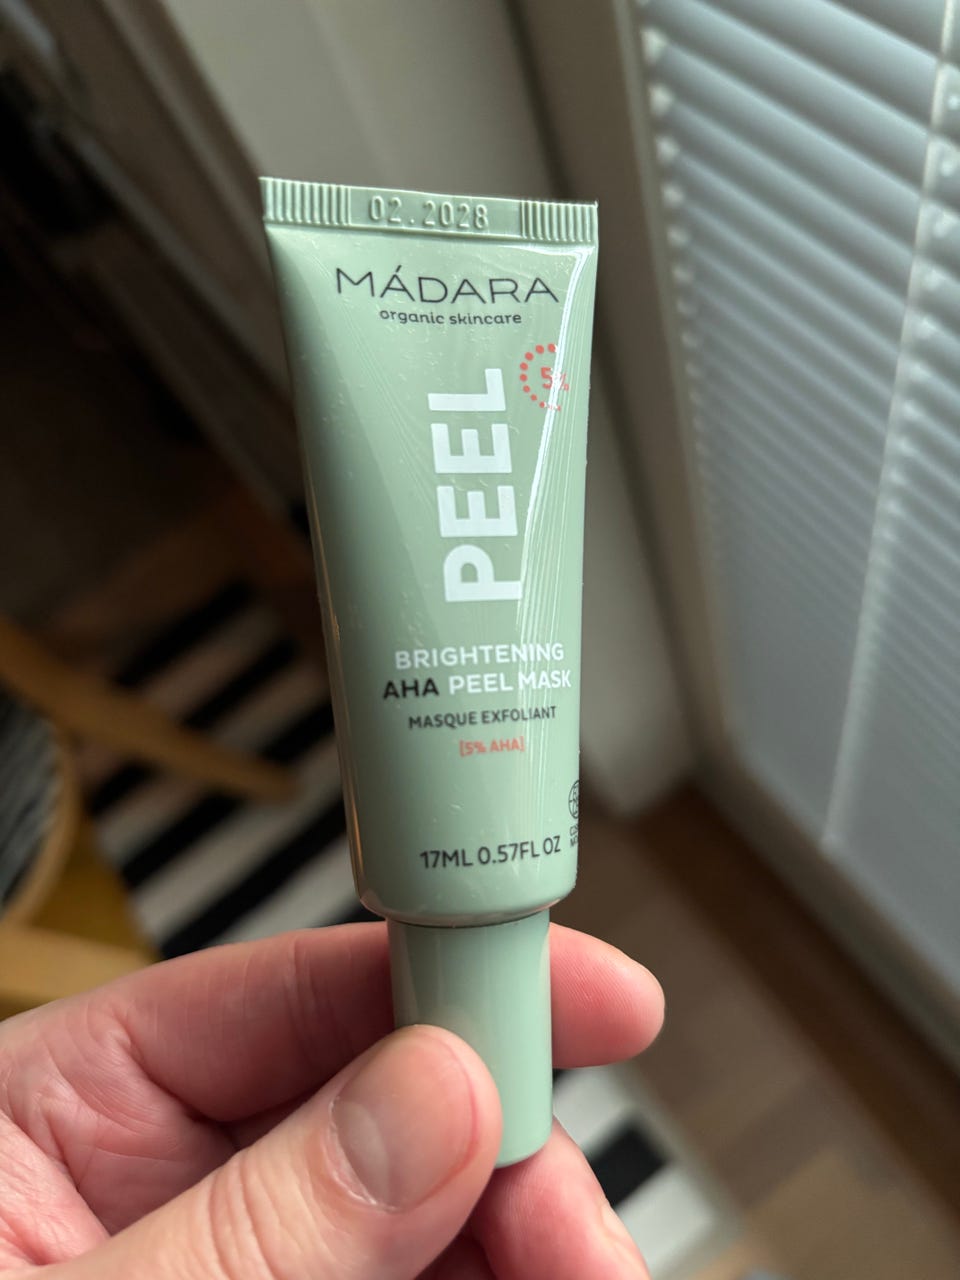 02.2028
MÁDARA
organic skincare
5%
PEEL
BRIGHTENING
AHA PEEL MASK
MASQUE EXFOLIANT
[5% AHA]
17ML 0.57FL OZ